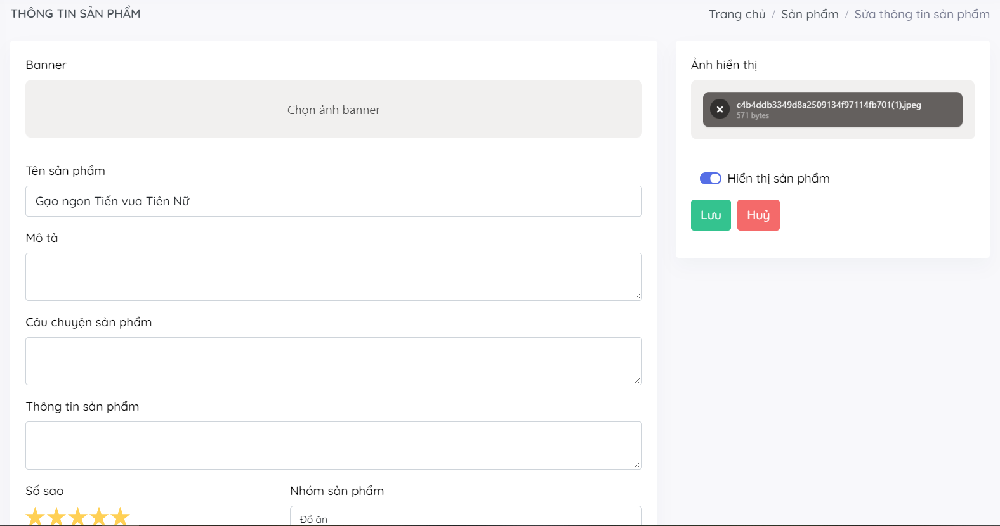 THÔNG TIN SẢN PHẨM
Trang chủ / Sản phẩm / Sửa thông tin sản phẩm
Banner
Chọn ảnh banner
Tên sản phẩm
Gạo ngon Tiến vua Tiên Nữ
Mô tả
Câu chuyện sản phẩm
Thông tin sản phẩm
Số sao
Nhóm sản phẩm
Đồ ăn
Ảnh hiển thị
c4b4ddb3349d8a2509134f97114fb701(1).jpeg
571 bytes
Hiển thị sản phẩm
Lưu
Huỷ